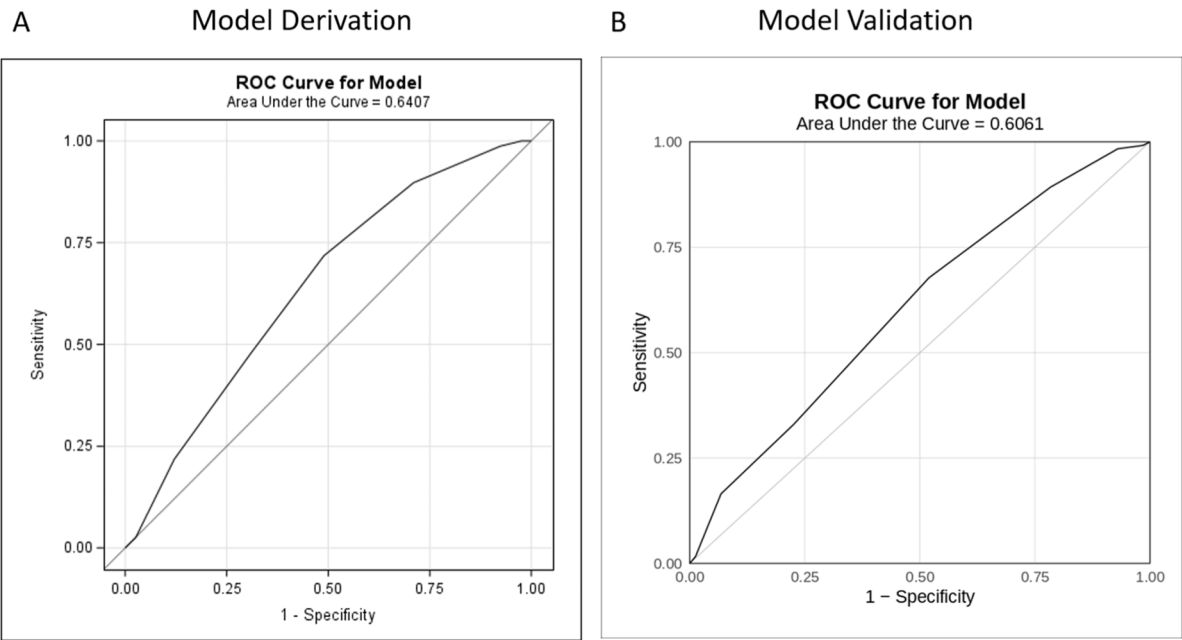 A
Model Derivation
ROC Curve for Model
Area Under the Curve = 0.6407
1.00
0.75
0.50
0.25
0.00
Sensitivity
0.00 0.25 0.50 0.75 1.00
1 - Specificity
B
Model Validation
ROC Curve for Model
Area Under the Curve = 0.6061
1.00
0.75
0.50
0.25
0.00
Sensitivity
0.00 0.25 0.50 0.75 1.00
1 − Specificity